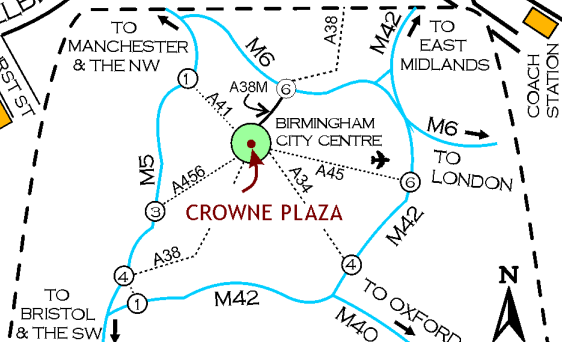 TO
MANCHESTER
& THE NW
M6
A38
M42
TO
EAST
MIDLANDS
COACH
STATION
RST ST
1
A41
A38M
6
BIRMINGHAM
CITY CENTRE
M6
TO
LONDON
M5
A456
A34
A45
6
3
CROWNE PLAZA
M42
A38
4
4
1
M42
TO
BRISTOL
& THE SW
TO OXFORD
M40
N